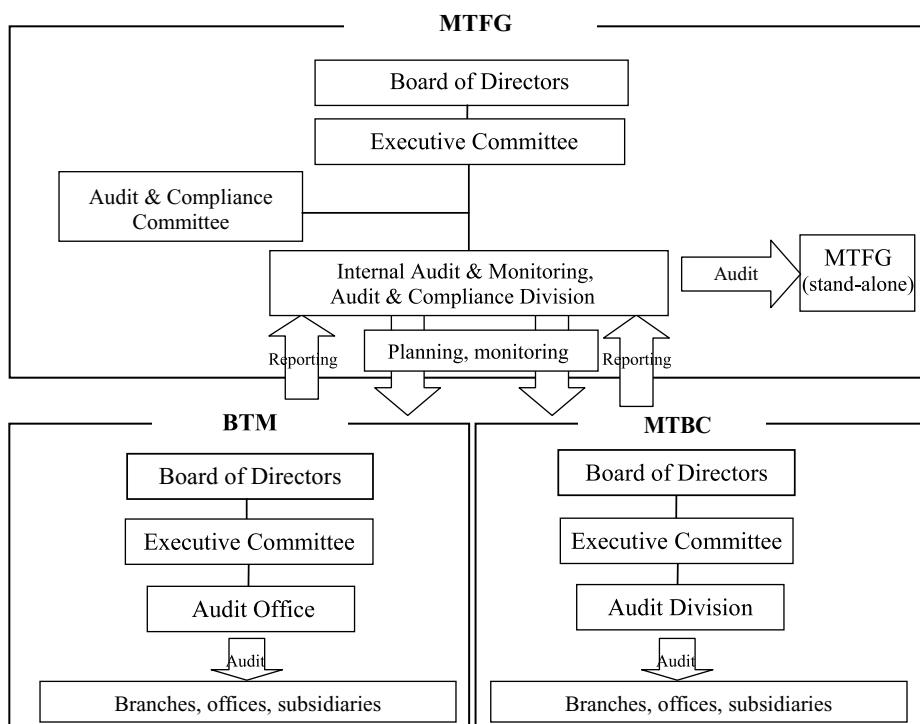 MTFG
Board of Directors
Executive Committee
Audit & Compliance
Committee
Internal Audit & Monitoring,
Audit & Compliance Division
Audit
MTFG
(stand-alone)
Reporting
Planning, monitoring
Reporting
BTM
Board of Directors
Executive Committee
Audit Office
Audit
Branches, offices, subsidiaries
MTBC
Board of Directors
Executive Committee
Audit Division
Audit
Branches, offices, subsidiaries